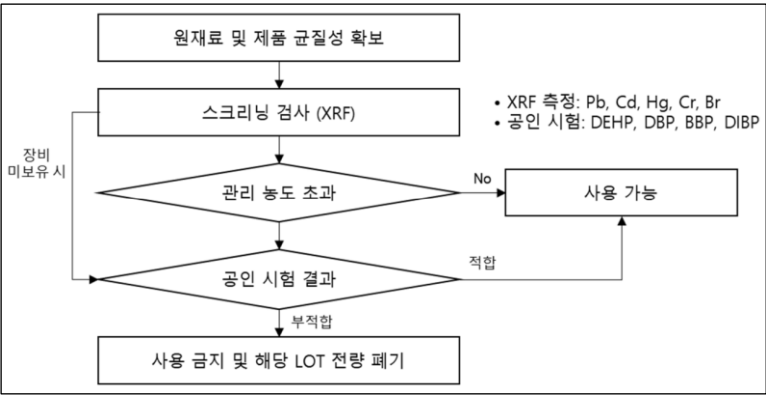 원재료 및 제품 균질성 확보
스크리닝 검사 (XRF)
• XRF 측정: Pb, Cd, Hg, Cr, Br
• 공인 시험: DEHP, DBP, BBP, DIBP
장비
미보유 시
관리 농도 초과
No
사용 가능
공인 시험 결과
적합
부적합
사용 금지 및 해당 LOT 전량 폐기